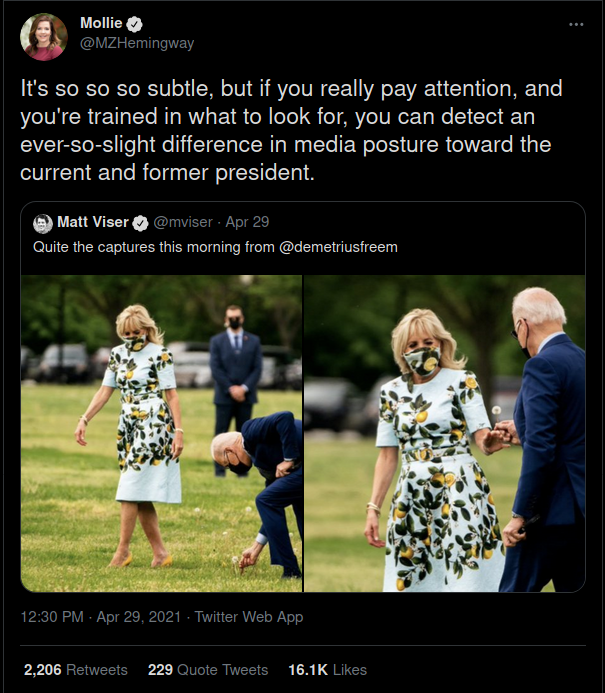 Mollie
@MZHemingway
It's so so so subtle, but if you really pay attention, and
you're trained in what to look for, you can detect an
ever-so-slight difference in media posture toward the
current and former president.
Matt Viser @mviser · Apr 29
Quite the captures this morning from @demetriusfreem
12:30 PM · Apr 29, 2021 · Twitter Web App
2,206 Retweets 229 Quote Tweets 16.1K Likes